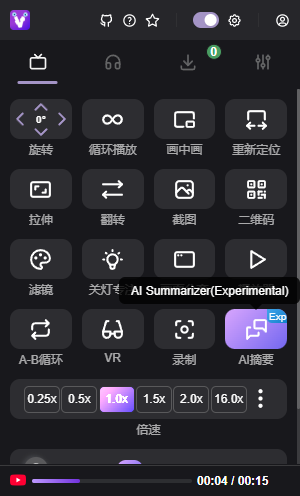 0
0°
旋转 循环播放 画中画 重新定位
拉伸 翻转 截图 二维码
滤镜 关灯
AI Summarizer(Experimental)
Exp
A-B循环 VR 录制 AI摘要
0.25x 0.5x 1.0x 1.5x 2.0x 16.0x
倍速
00:04 / 00:15